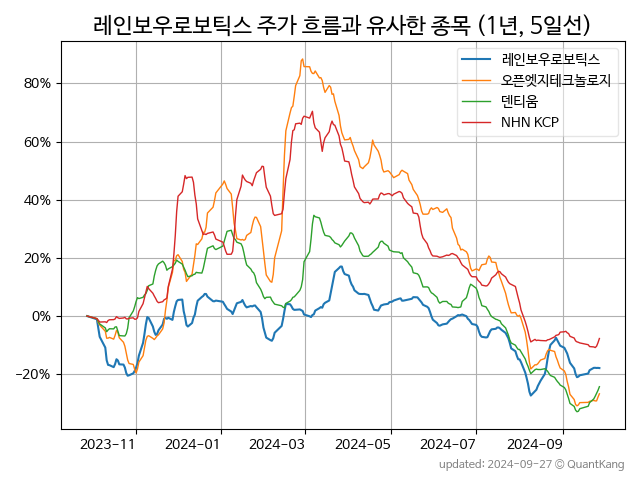 레인보우로보틱스 주가 흐름과 유사한 종목 (1년, 5일선)
레인보우로보틱스
오픈엣지테크놀로지
덴티움
NHN KCP
80%
60%
40%
20%
0%
−20%
2023−11
2024−01
2024−03
2024−05
2024−07
2024−09
updated: 2024-09-27 © QuantKang